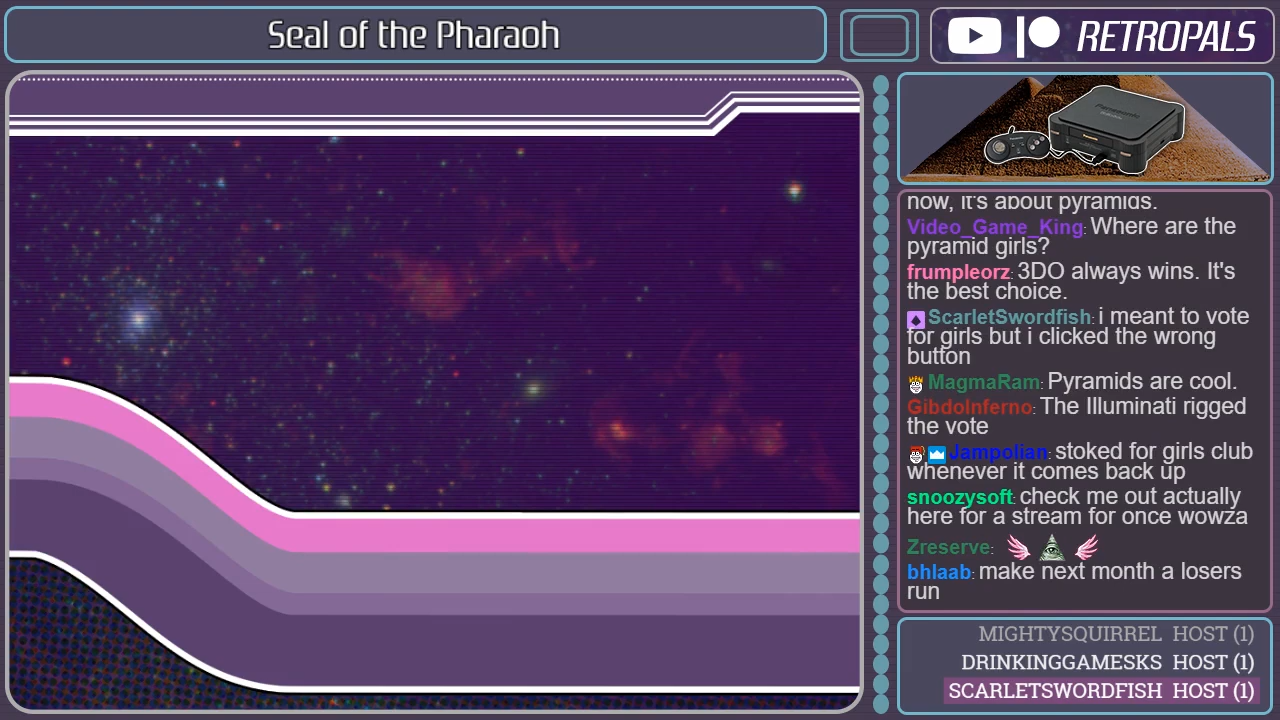 Seal of the Pharaoh
RETROPALS
Panasonic
now, it's about pyramids.
Video_Game_King: Where are the
pyramid girls?
frumpleorz: 3DO always wins. It's
the best choice.
ScarletSwordfish: i meant to vote
for girls but i clicked the wrong
button
MagmaRam: Pyramids are cool.
GibdoInferno: The Illuminati rigged
the vote
Jampolian: stoked for girls club
whenever it comes back up
snoozysoft: check me out actually
here for a stream for once wowza
Zreserve:
bhlaab: make next month a losers
run
MIGHTYSQUIRREL HOST (1)
DRINKINGGAMESKS HOST (1)
SCARLETSWORDFISH HOST (1)